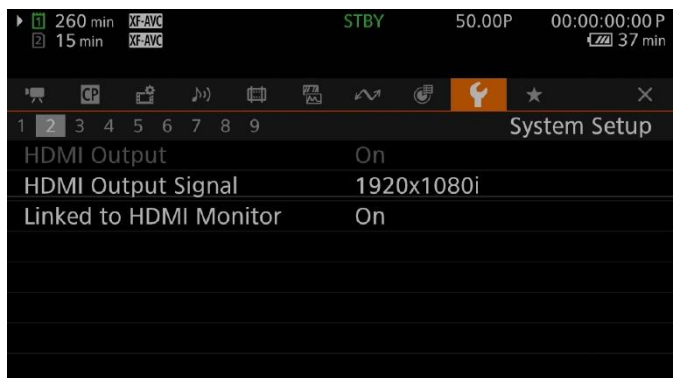 1 260 min XF-AVC STBY 50.00P 00:00:00:00 P
2 15 min XF-AVC 37 min
CP
1 2 3 4 5 6 7 8 9 System Setup
HDMI Output On
HDMI Output Signal 1920x1080i
Linked to HDMI Monitor On